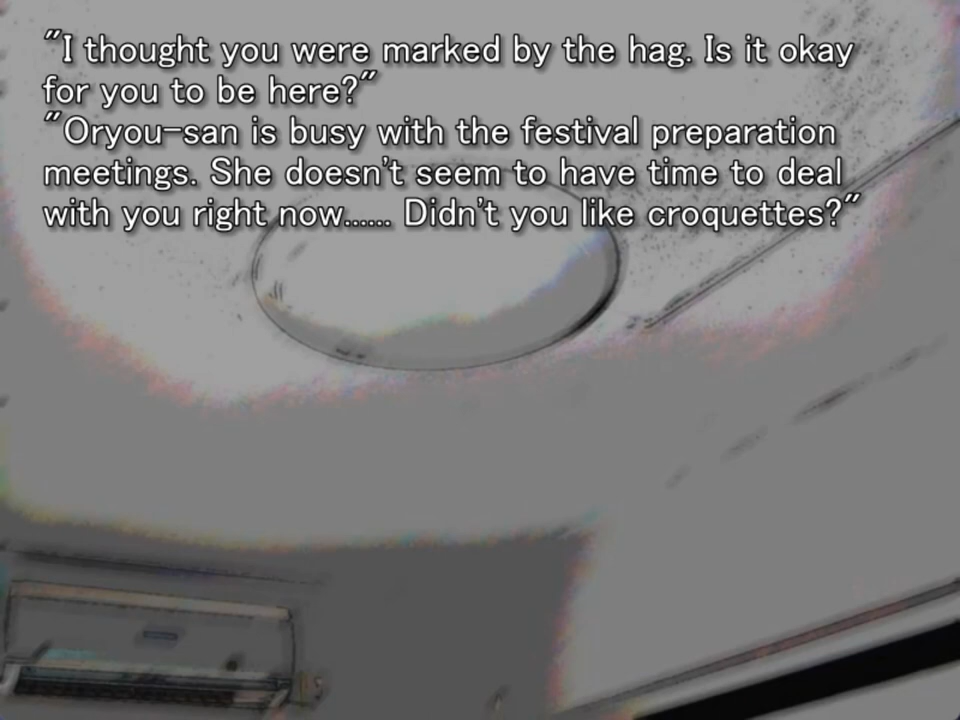 "I thought you were marked by the hag. Is it okay
for you to be here?"
"Oryou-san is busy with the festival preparation
meetings. She doesn't seem to have time to deal
with you right now...... Didn't you like croquettes?"